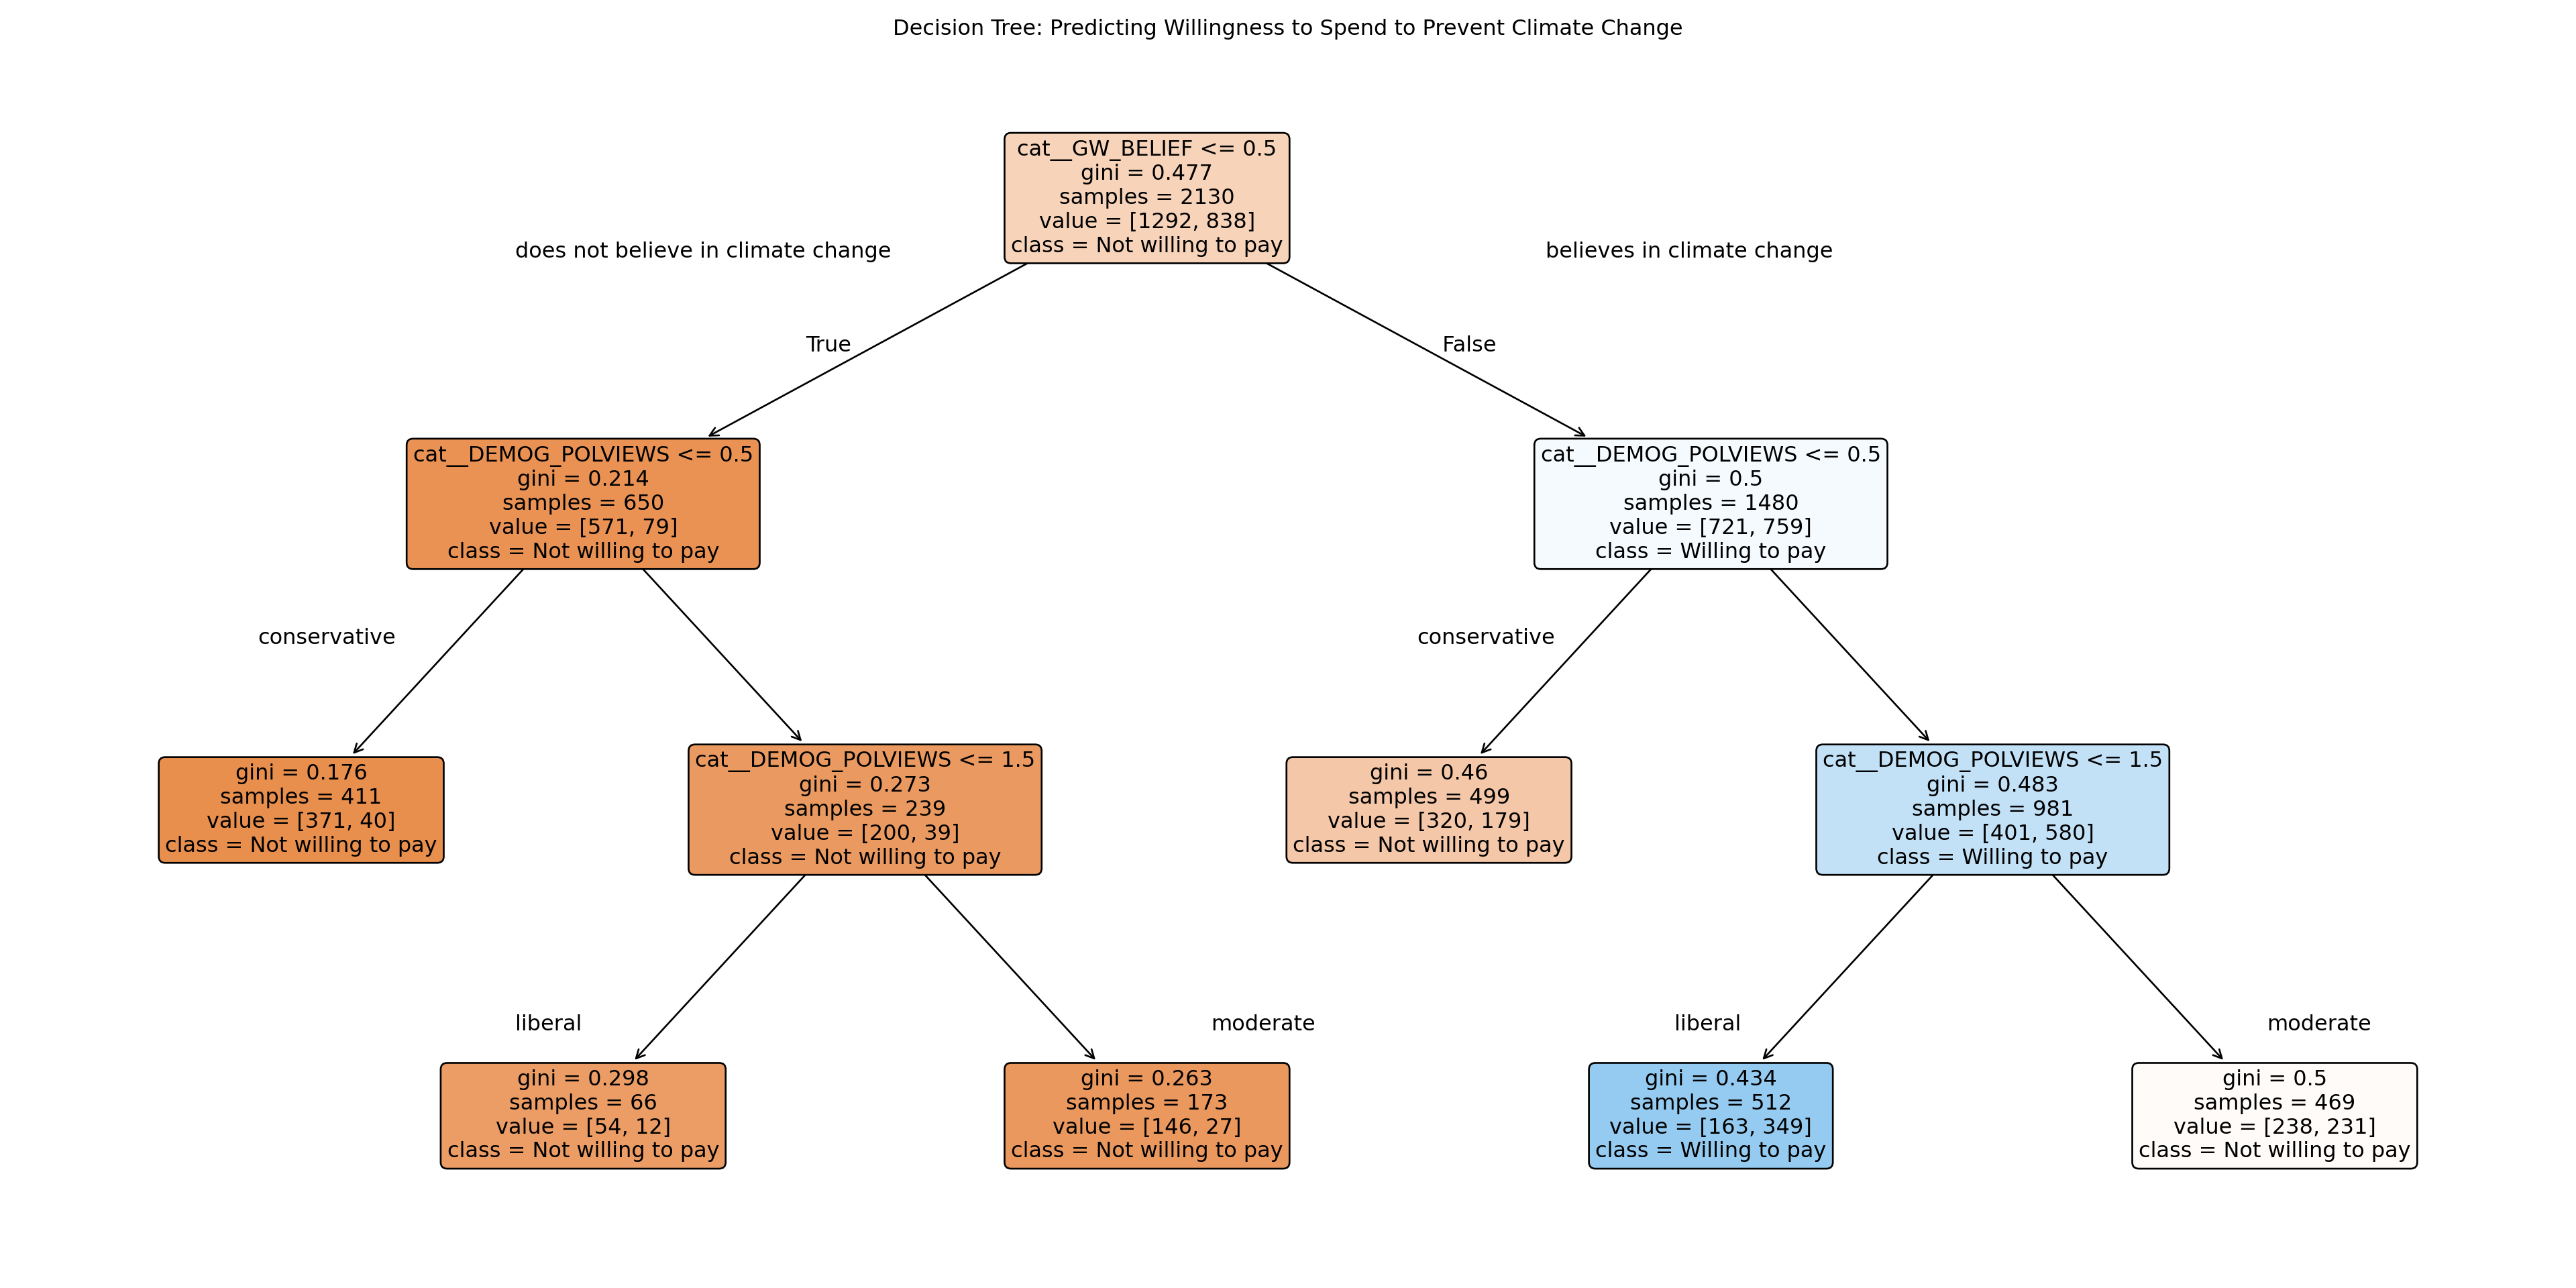 Decision Tree: Predicting Willingness to Spend to Prevent Climate Change
cat__GW_BELIEF <= 0.5
gini = 0.477
samples = 2130
value = [1292, 838]
class = Not willing to pay
does not believe in climate change
believes in climate change
True
False
cat__DEMOG_POLVIEWS <= 0.5
gini = 0.214
samples = 650
value = [571, 79]
class = Not willing to pay
cat__DEMOG_POLVIEWS <= 0.5
gini = 0.5
samples = 1480
value = [721, 759]
class = Willing to pay
conservative
conservative
gini = 0.176
samples = 411
value = [371, 40]
class = Not willing to pay
cat__DEMOG_POLVIEWS <= 1.5
gini = 0.273
samples = 239
value = [200, 39]
class = Not willing to pay
gini = 0.46
samples = 499
value = [320, 179]
class = Not willing to pay
cat__DEMOG_POLVIEWS <= 1.5
gini = 0.483
samples = 981
value = [401, 580]
class = Willing to pay
liberal
moderate
liberal
moderate
gini = 0.298
samples = 66
value = [54, 12]
class = Not willing to pay
gini = 0.263
samples = 173
value = [146, 27]
class = Not willing to pay
gini = 0.434
samples = 512
value = [163, 349]
class = Willing to pay
gini = 0.5
samples = 469
value = [238, 231]
class = Not willing to pay